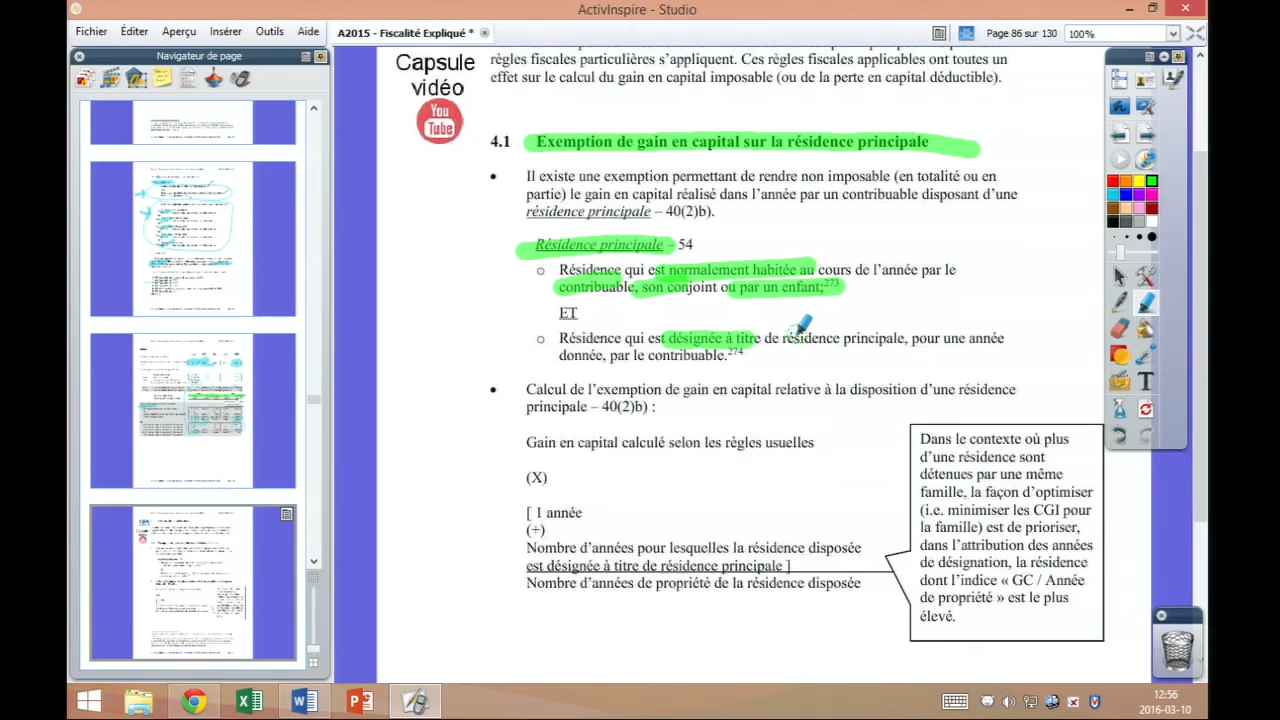 ActivInspire - Studio
Fichier Éditer Aperçu Insérer Outils Aide
A2015 - Fiscalité Expliqué *
Page 86 sur 130
100%
Navigateur de page
Capsule
vidéo
You
Tube
règles fiscales particulières s'appliquent. Ces règles fiscales applicables ont toutes un
effet sur le calcul du gain en capital imposable (ou de la perte en capital déductible).
4.1 Exemption de gain en capital sur la résidence principale
• Il existe une exemption permettant de rendre non imposable (en totalité ou en
partie) le gain en capital réalisé dans l'année par un contribuable disposant d'une
résidence principale – 40(2)b).
Résidence principale – 54
o Résidence qui est normalement habitée au cours de l'année par le
contribuable, son conjoint ou par un enfant;273
ET
o Résidence qui est désignée à titre de résidence principale, pour une année
donnée, par le contribuable.274
• Calcul de l'exemption de gain en capital relative à la disposition d'une résidence
principale – 40(2)b) :
Gain en capital calculé selon les règles usuelles
(X)
[ 1 année
(+)
Nombre d'années pour lesquelles la résidence disposée
est désignée à titre de résidence principale ]
Nombre d'années de propriété de la résidence disposée
Dans le contexte où plus
d'une résidence sont
détenues par une même
famille, la façon d'optimiser
(i.e. minimiser les CGI pour
la famille) est de prioriser,
dans l'attribution des années
de désignation, la résidence
dont l'indice « GC / Année
de propriété » est le plus
élevé.
12:56
2016-03-10